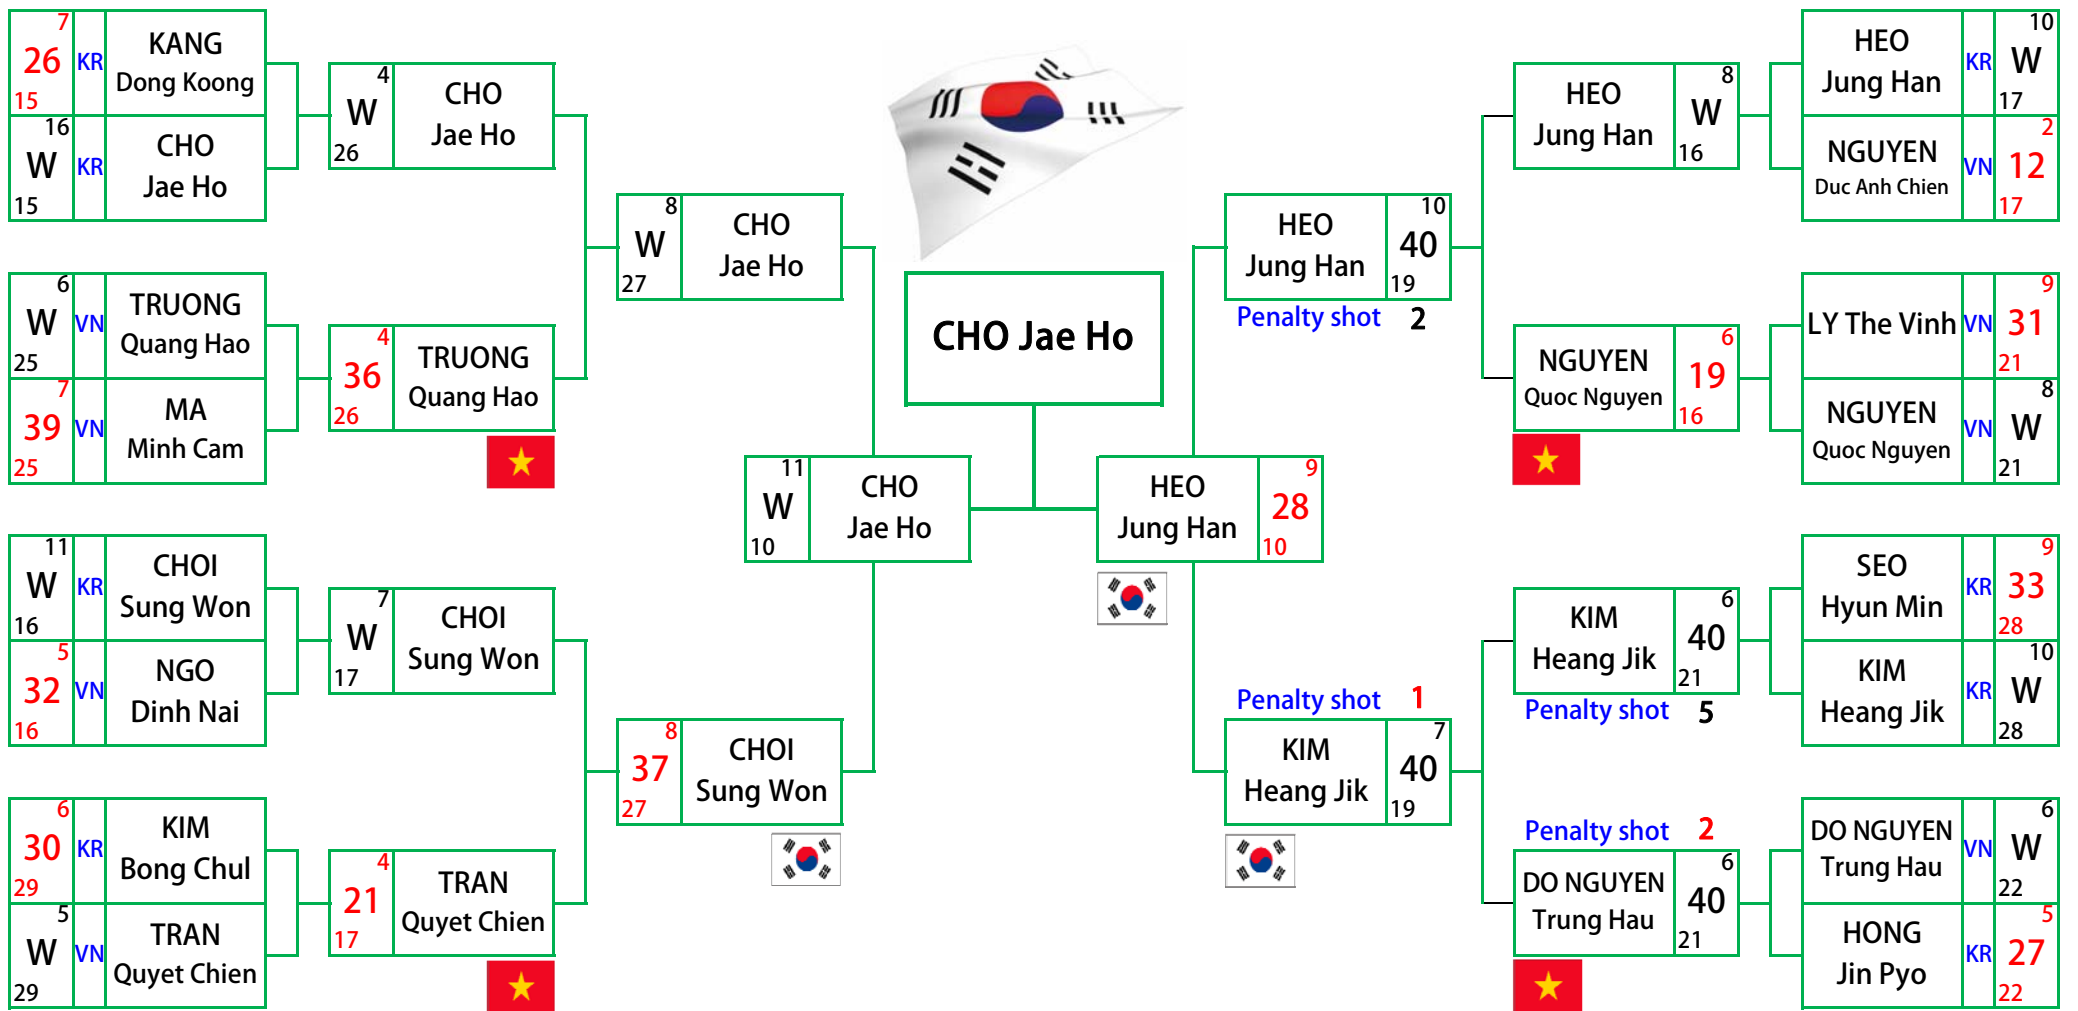 7
26
15
KR
KANG
Dong Koong
16
W
15
KR
CHO
Jae Ho
6
W
25
VN
TRUONG
Quang Hao
7
39
25
VN
MA
Minh Cam
11
W
16
KR
CHOI
Sung Won
5
32
16
VN
NGO
Dinh Nai
6
30
29
KR
KIM
Bong Chul
5
W
29
VN
TRAN
Quyet Chien
4
W
26
CHO
Jae Ho
4
36
26
TRUONG
Quang Hao
7
W
17
CHOI
Sung Won
4
21
17
TRAN
Quyet Chien
8
W
27
CHO
Jae Ho
8
37
27
CHOI
Sung Won
11
W
10
CHO
Jae Ho
CHO Jae Ho
HEO
Jung Han
9
28
10
HEO
Jung Han
10
40
19
Penalty shot 2
Penalty shot 1
KIM
Heang Jik
7
40
19
HEO
Jung Han
8
W
16
NGUYEN
Quoc Nguyen
6
19
16
KIM
Heang Jik
6
40
21
Penalty shot 5
Penalty shot 2
DO NGUYEN
Trung Hau
6
40
21
HEO
Jung Han
KR
10
W
17
NGUYEN
Duc Anh Chien
VN
2
12
17
LY The Vinh
VN
9
31
21
NGUYEN
Quoc Nguyen
VN
8
W
21
SEO
Hyun Min
KR
9
33
28
KIM
Heang Jik
KR
10
W
28
DO NGUYEN
Trung Hau
VN
6
W
22
HONG
Jin Pyo
KR
5
27
22